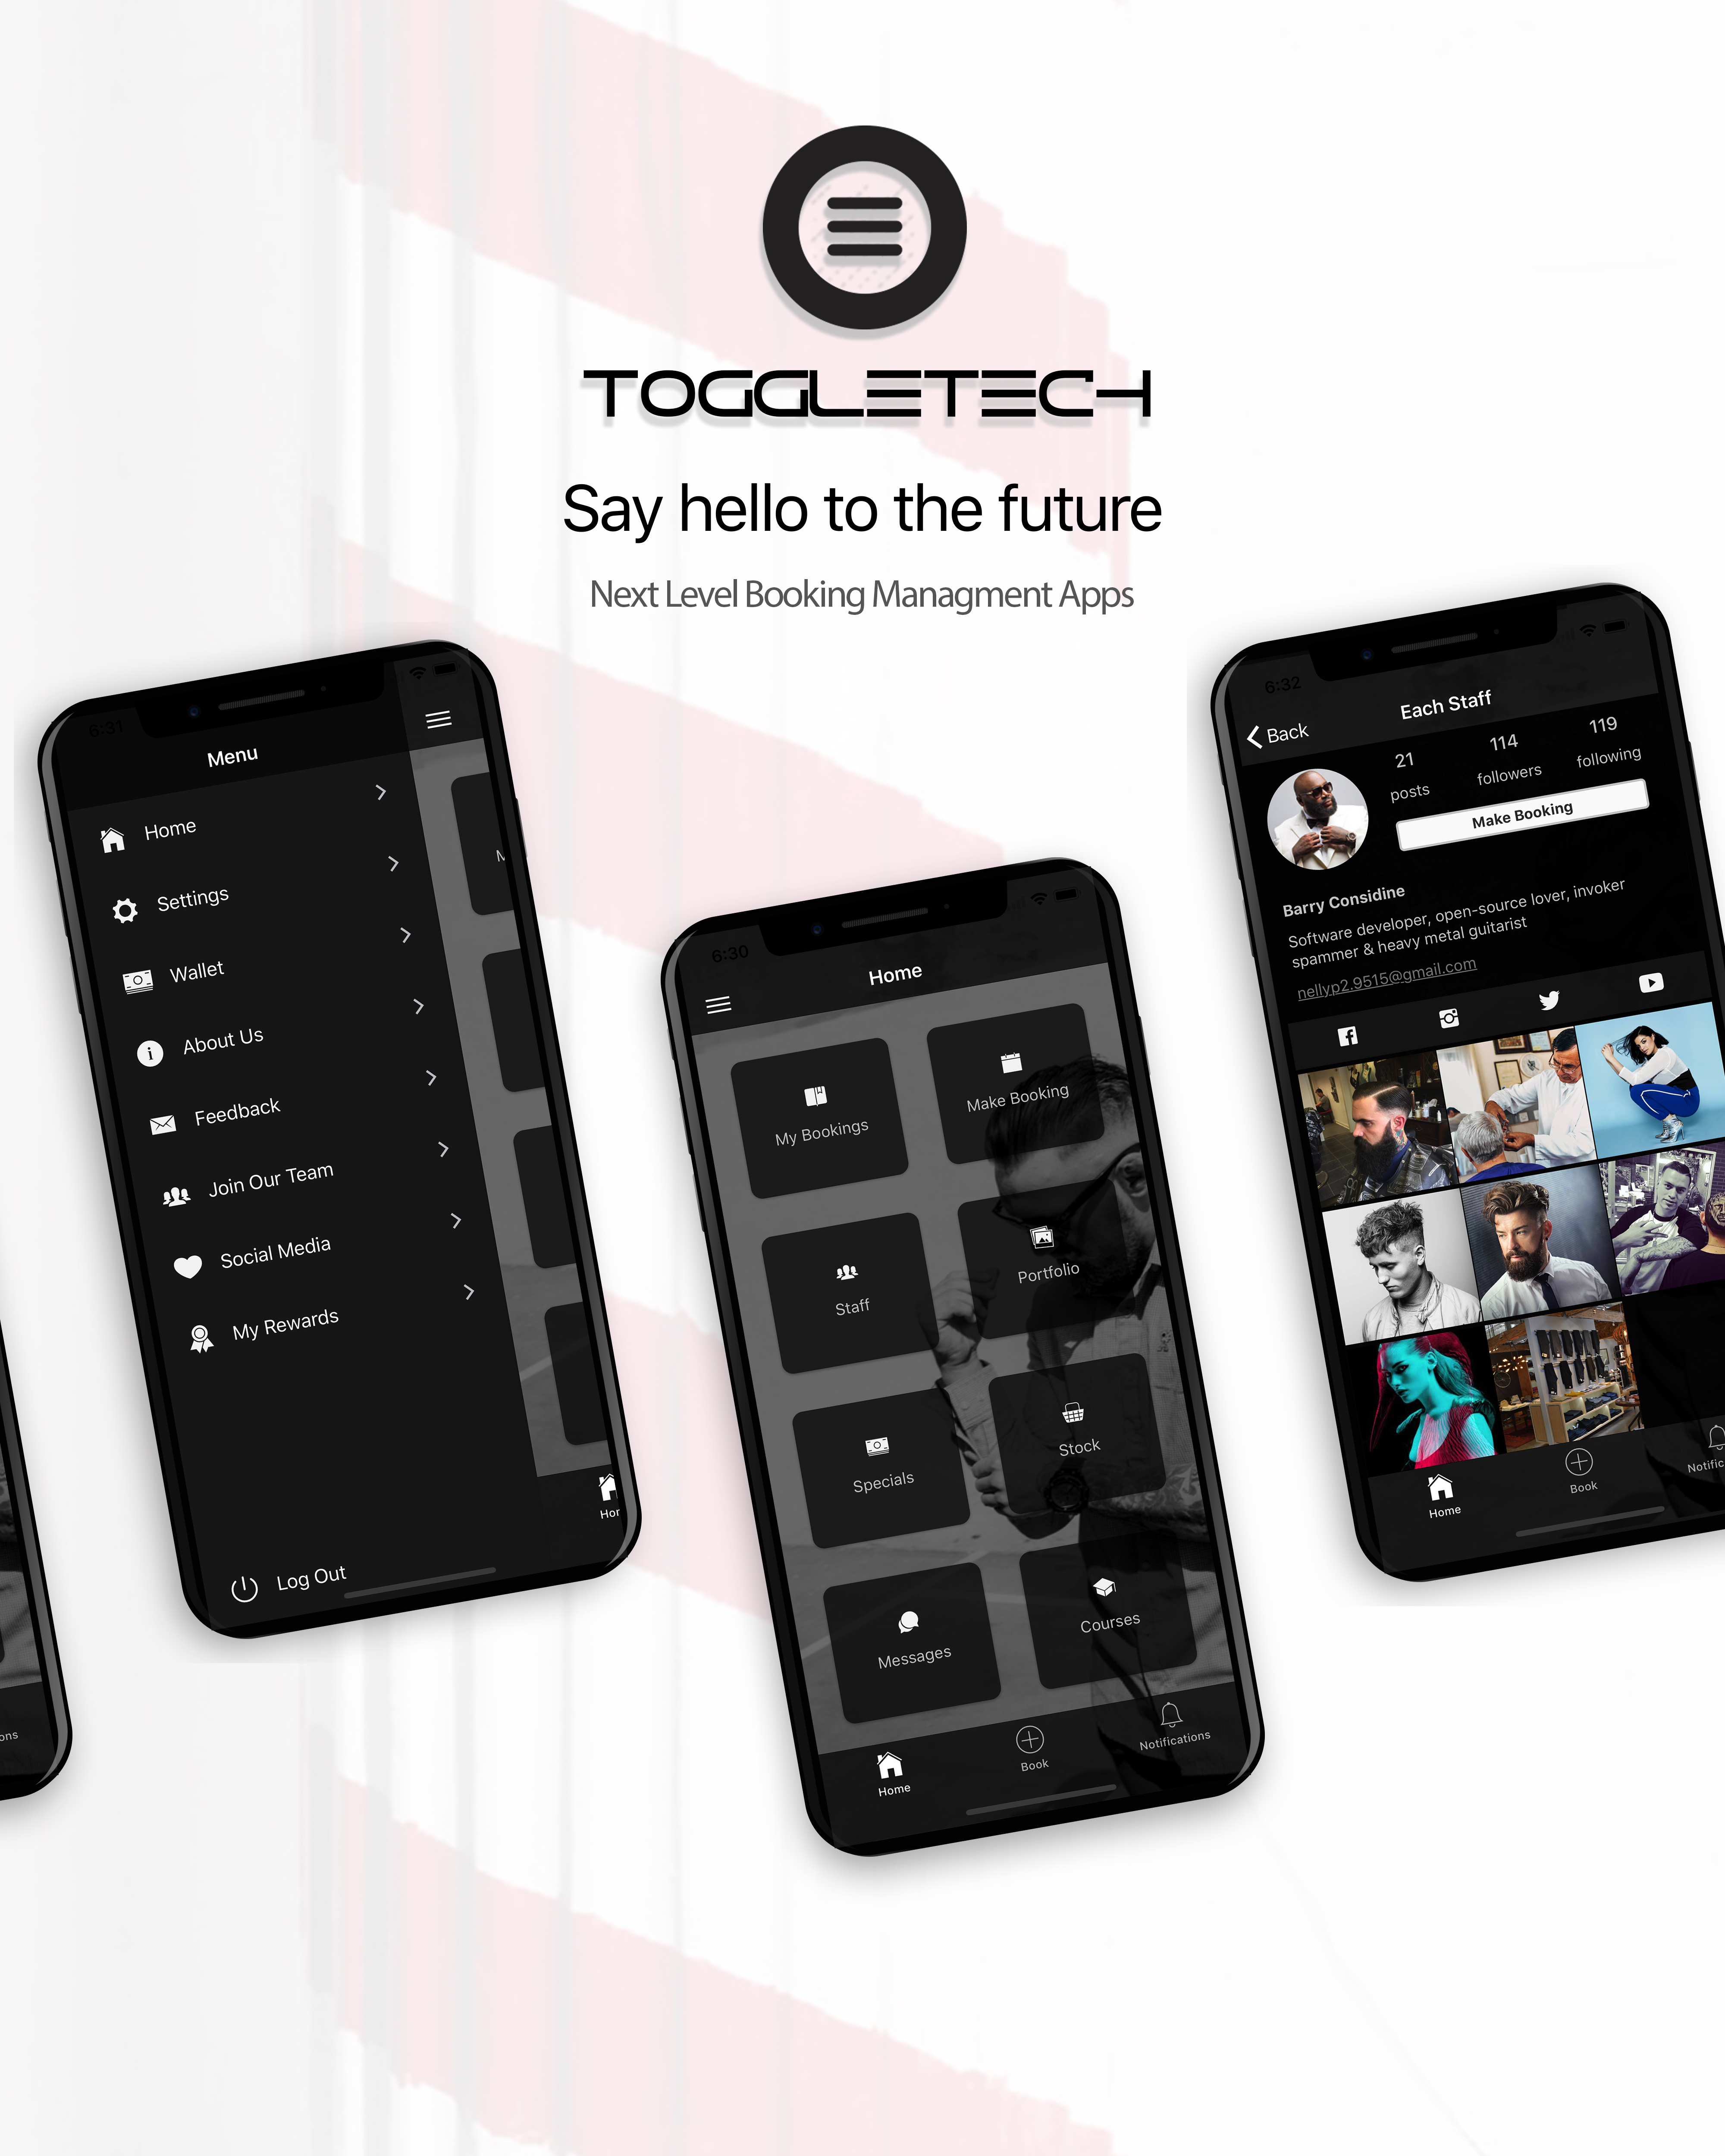 TOGGLETECH
Say hello to the future
Next Level Booking Managment Apps
6:31
Menu
Home
Settings
Wallet
About Us
Feedback
Join Our Team
Social Media
My Rewards
Log Out
6:30
Home
My Bookings
Make Booking
Staff
Portfolio
Specials
Stock
Messages
Courses
Home
Book
Notifications
6:32
Back
Each Staff
21
114
119
posts
followers
following
Make Booking
Barry Considine
Software developer, open-source lover, invoker
spammer & heavy metal guitarist
nellyp2.9515@gmail.com
Home
Book